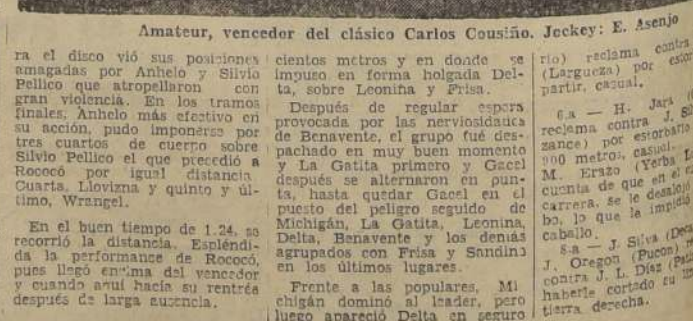 Amateur, vencedor del clásico Carlos Cousiño. Jockey: E. Asenjo
ra el disco vió sus posiciones
amagadas por Anhelo y Silvio
Pellico que atropellaron con
gran violencia. En los tramos
finales, Anhelo más efectivo en
su acción, pudo imponerse por
tres cuartos de cuerpo sobre
Silvio Pellico el que precedió a
Rococó por igual distancia
Cuarta, Llovizna y quinto y úl-
timo, Wrangel.
En el buen tiempo de 1.24, se
recorrió la distancia. Espléndi-
da la performance de Rococó,
pues llegó encima del vencedor
y cuando aquí hacía su rentrée
después de larga ausencia.
cientos metros y en donde se
impuso en forma holgada Del-
ta, sobre Leonina y Frisa.
Después de regular espera
provocada por las nerviosidades
de Benavente, el grupo fué des-
pachado en muy buen momento
y La Gatita primero y Gacel
después se alternaron en pun-
ta, hasta quedar Gacel en el
puesto del peligro seguido de
Michigán, La Gatita, Leonina,
Delta, Benavente y los demás
agrupados con Frisa y Sandino
en los últimos lugares.
Frente a las populares, Mi
chigán dominó al leader, pero
luego apareció Delta en seguro
rio) reclama contra
(Largueza) por
partir, casual.
6.a — H. Jara
reclama contra J.
zance) por estorbarlo
900 metros, casual.
M. Erazo (Yerba
cuenta de que en el
carrera, se le desalojó
bo, lo que le impidió
caballo.
8.a — J. Silva
J. Oregon (Pucon)
contra J. L. Díaz
haberle cortado su
tierra derecha.